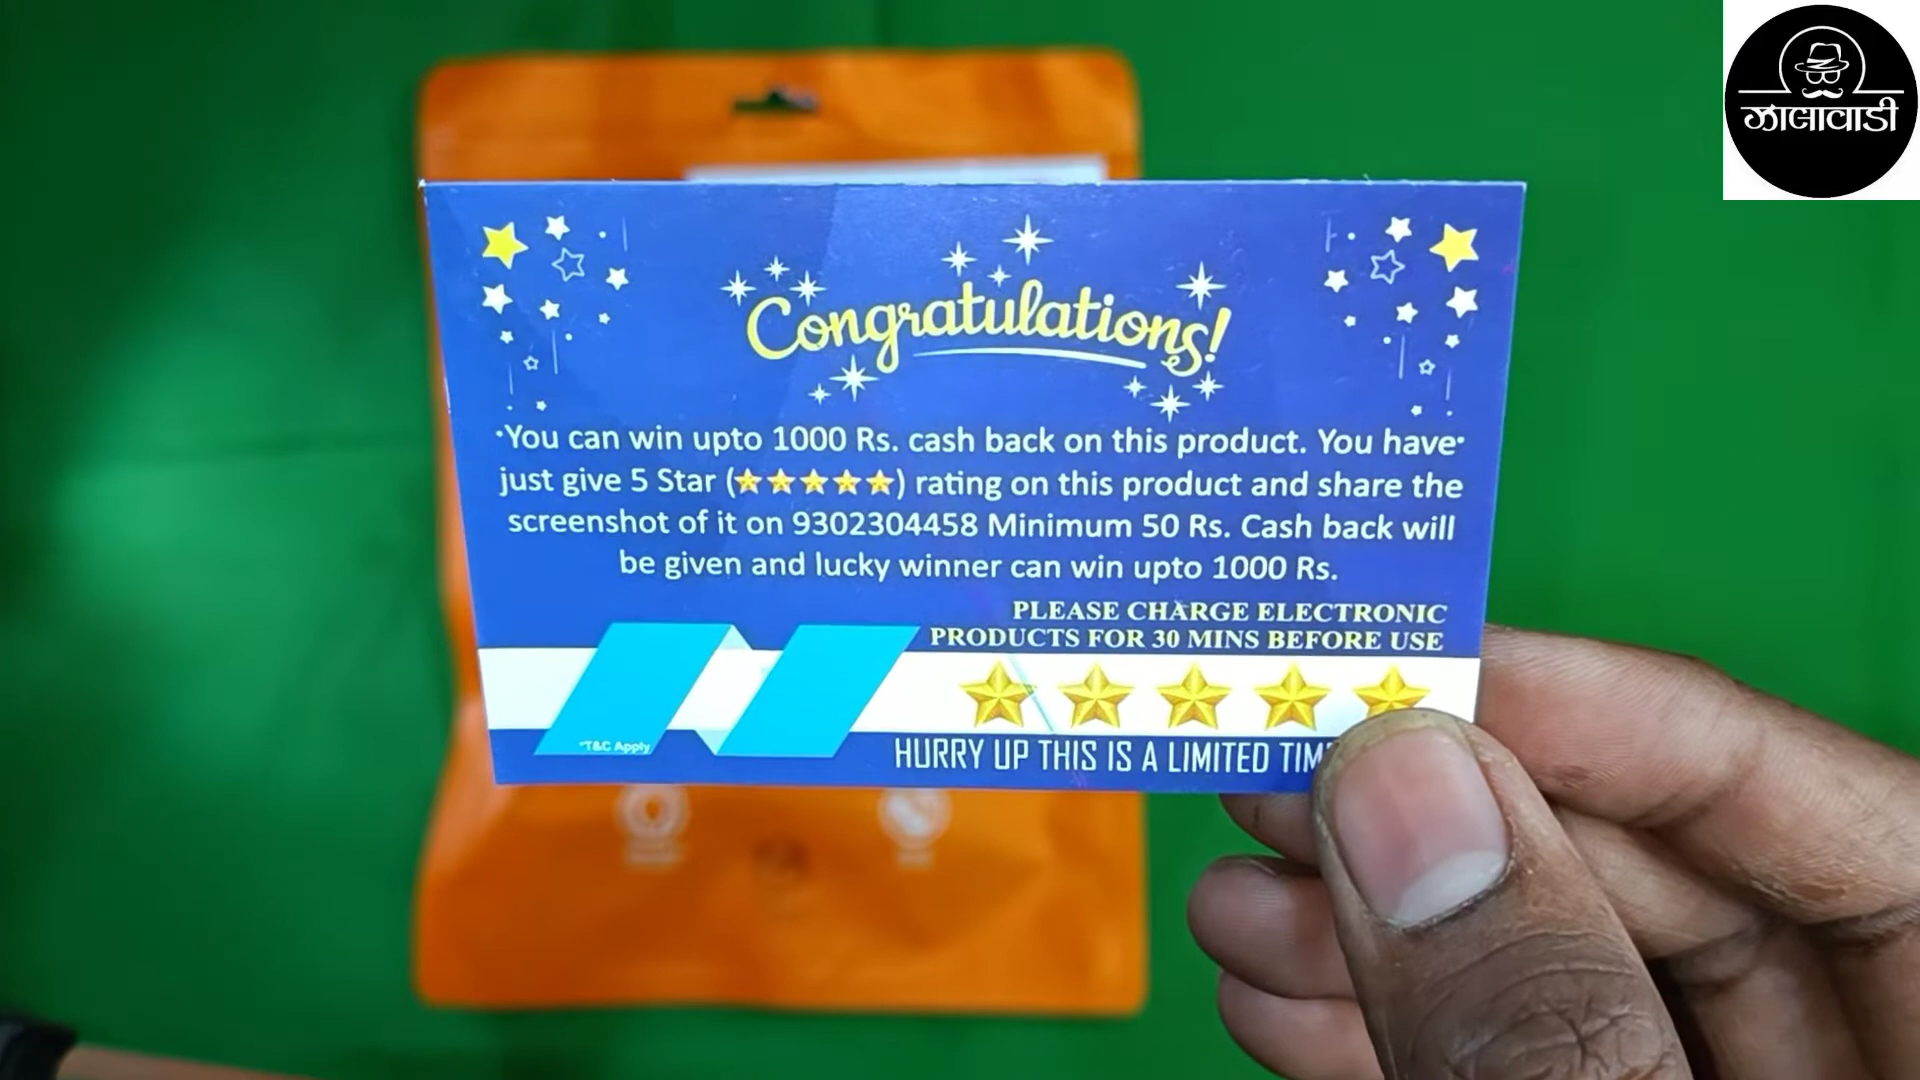 झालावाडी
Congratulations!
You can win upto 1000 Rs. cash back on this product. You have
just give 5 Star (★★★★★) rating on this product and share the
screenshot of it on 9302304458 Minimum 50 Rs. Cash back will
be given and lucky winner can win upto 1000 Rs.
PLEASE CHARGE ELECTRONIC
PRODUCTS FOR 30 MINS BEFORE USE
*T&C Apply
HURRY UP THIS IS A LIMITED